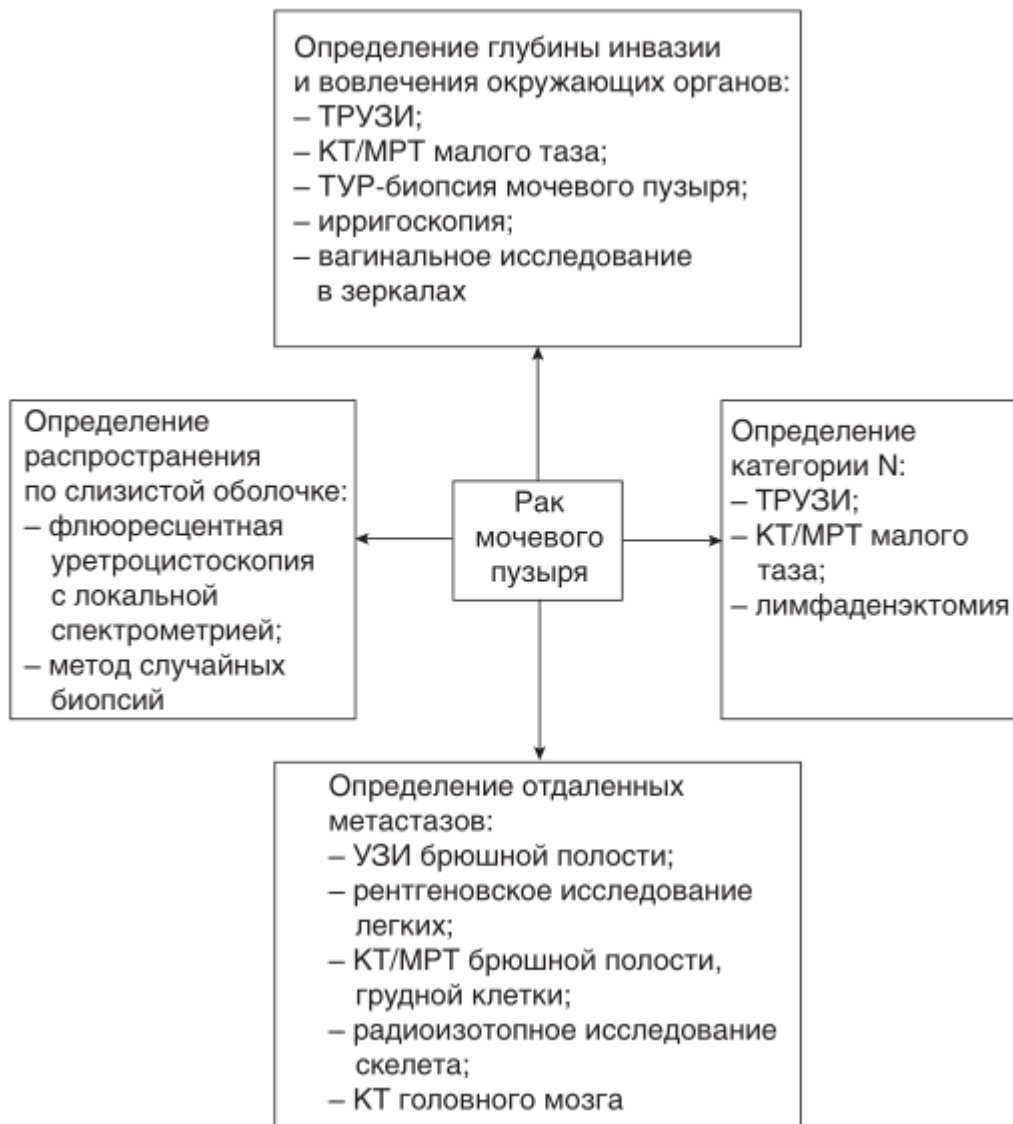 Определение глубины инвазии
и вовлечения окружающих органов:
– ТРУЗИ;
– КТ/МРТ малого таза;
– ТУР-биопсия мочевого пузыря;
– ирригоскопия;
– вагинальное исследование
в зеркалах
Определение
распространения
по слизистой оболочке:
– флюоресцентная
уретроцистоскопия
с локальной
спектрометрией;
– метод случайных
биопсий
Рак
мочевого
пузыря
Определение
категории N:
– ТРУЗИ;
– КТ/МРТ малого
таза;
– лимфаденэктомия
Определение отдаленных
метастазов:
– УЗИ брюшной полости;
– рентгеновское исследование
легких;
– КТ/МРТ брюшной полости,
грудной клетки;
– радиоизотопное исследование
скелета;
– КТ головного мозга